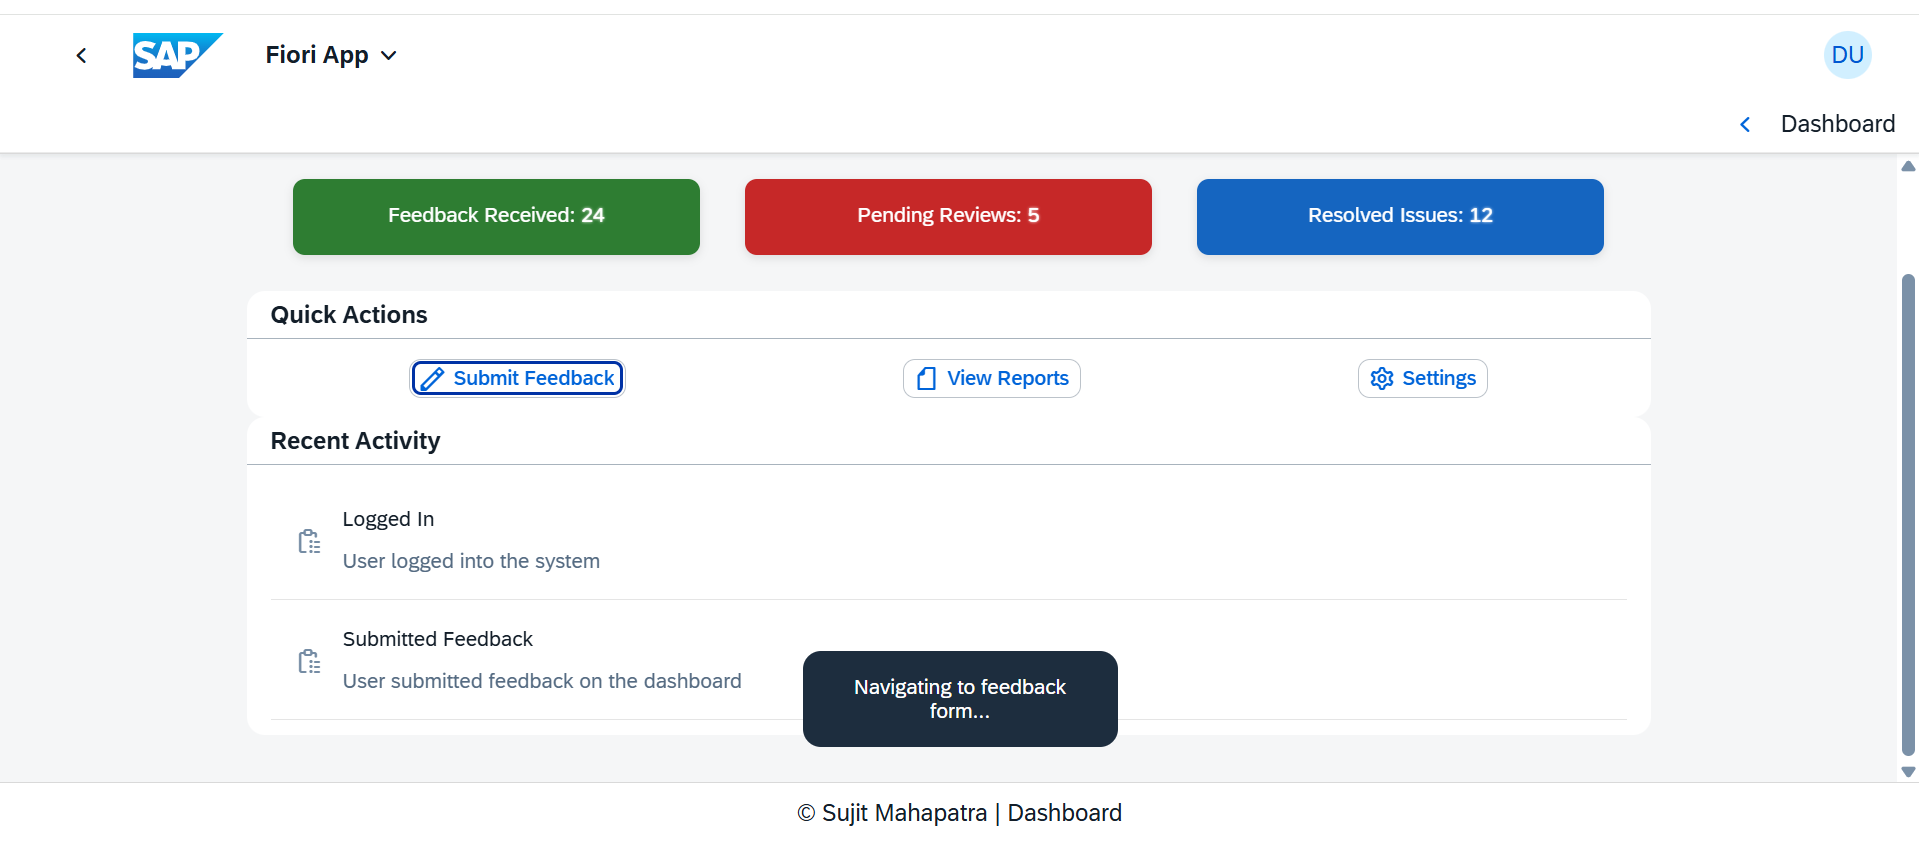 SAP
Fiori App
DU
Dashboard
Feedback Received: 24
Pending Reviews: 5
Resolved Issues: 12
Quick Actions
Submit Feedback
View Reports
Settings
Recent Activity
Logged In
User logged into the system
Submitted Feedback
User submitted feedback on the dashboard
Navigating to feedback
form...
© Sujit Mahapatra | Dashboard